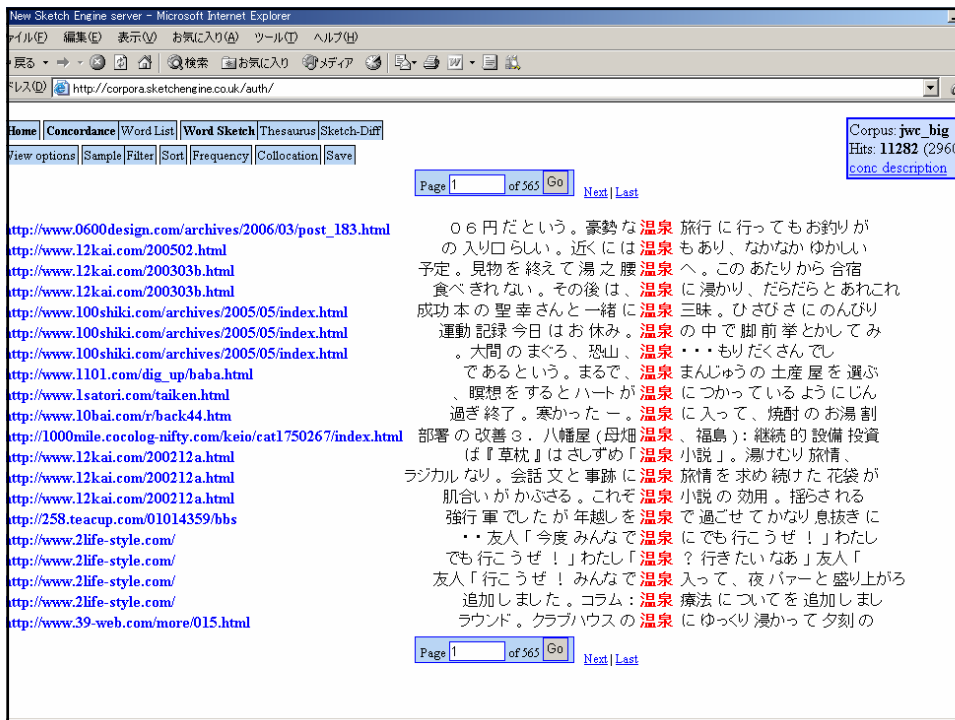 New Sketch Engine server - Microsoft Internet Explorer
ァイル(F) 編集(E) 表示(V) お気に入り(A) ツール(T) ヘルプ(H)
戻る 検索 お気に入り メディア
ドレス(D) http://corpora.sketchengine.co.uk/auth/
Home Concordance Word List Word Sketch Thesaurus Sketch-Diff
View options Sample Filter Sort Frequency Collocation Save
Corpus: jwc_big
Hits: 11282 (2960
conc description
Page 1 of 565 Go Next | Last
http://www.0600design.com/archives/2006/03/post_183.html ０６円だという。豪勢な 温泉 旅行に行ってもお釣りが
http://www.12kai.com/200502.html の入り口らしい。近くには 温泉 もあり、なかなかゆかしい
http://www.12kai.com/200303b.html 予定。見物を終えて湯之腰 温泉 へ。このあたりから合宿
http://www.12kai.com/200303b.html 食べきれない。その後は、 温泉 に浸かり、だらだらとあれこれ
http://www.100shiki.com/archives/2005/05/index.html 成功本の聖幸さんと一緒に 温泉 三昧。ひさびさにのんびり
http://www.100shiki.com/archives/2005/05/index.html 運動記録今日はお休み。 温泉 の中で脚前挙とかしてみ
http://www.100shiki.com/archives/2005/05/index.html 。大間のまぐろ、恐山、 温泉 ・・・もりだくさんでし
http://www.1101.com/dig_up/baba.html であるという。まるで、 温泉 まんじゅうの土産屋を選ぶ
http://www.1satori.com/taiken.html 、瞑想をするとハートが 温泉 につかっているようにじん
http://www.10bai.com/r/back44.htm 過ぎ終了。寒かったー。 温泉 に入って、焼酎のお湯割
http://1000mile.cocolog-nifty.com/keio/cat1750267/index.html 部署の改善３．八幡屋(母畑 温泉 、福島)：継続的設備投資
http://www.12kai.com/200212a.html ば『草枕』はさしずめ「 温泉 小説」。湯けむり旅情、
http://www.12kai.com/200212a.html ラジカルなり。会話文と事跡に 温泉 旅情を求め続けた花袋が
http://www.12kai.com/200212a.html 肌合いがかぶさる。これぞ 温泉 小説の効用。揺らされる
http://258.teacup.com/01014359/bbs 強行軍でしたが年越しを 温泉 で過ごせてかなり息抜きに
http://www.2life-style.com/ ・・友人「今度みんなで 温泉 にでも行こうぜ！」わたし
http://www.2life-style.com/ でも行こうぜ！」わたし「 温泉 ？行きたいなあ」友人「
http://www.2life-style.com/ 友人「行こうぜ！みんなで 温泉 入って、夜バァーと盛り上がろ
http://www.2life-style.com/ 追加しました。コラム： 温泉 療法についてを追加しまし
http://www.39-web.com/more/015.html ラウンド。クラブハウスの 温泉 にゆっくり浸かって夕刻の
Page 1 of 565 Go Next | Last